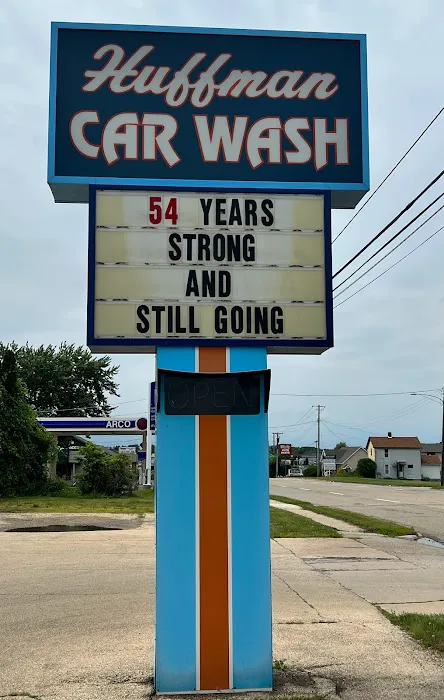 Huffman
CAR WASH
54 YEARS
STRONG
AND
STILL GOING
OPEN
ARCO